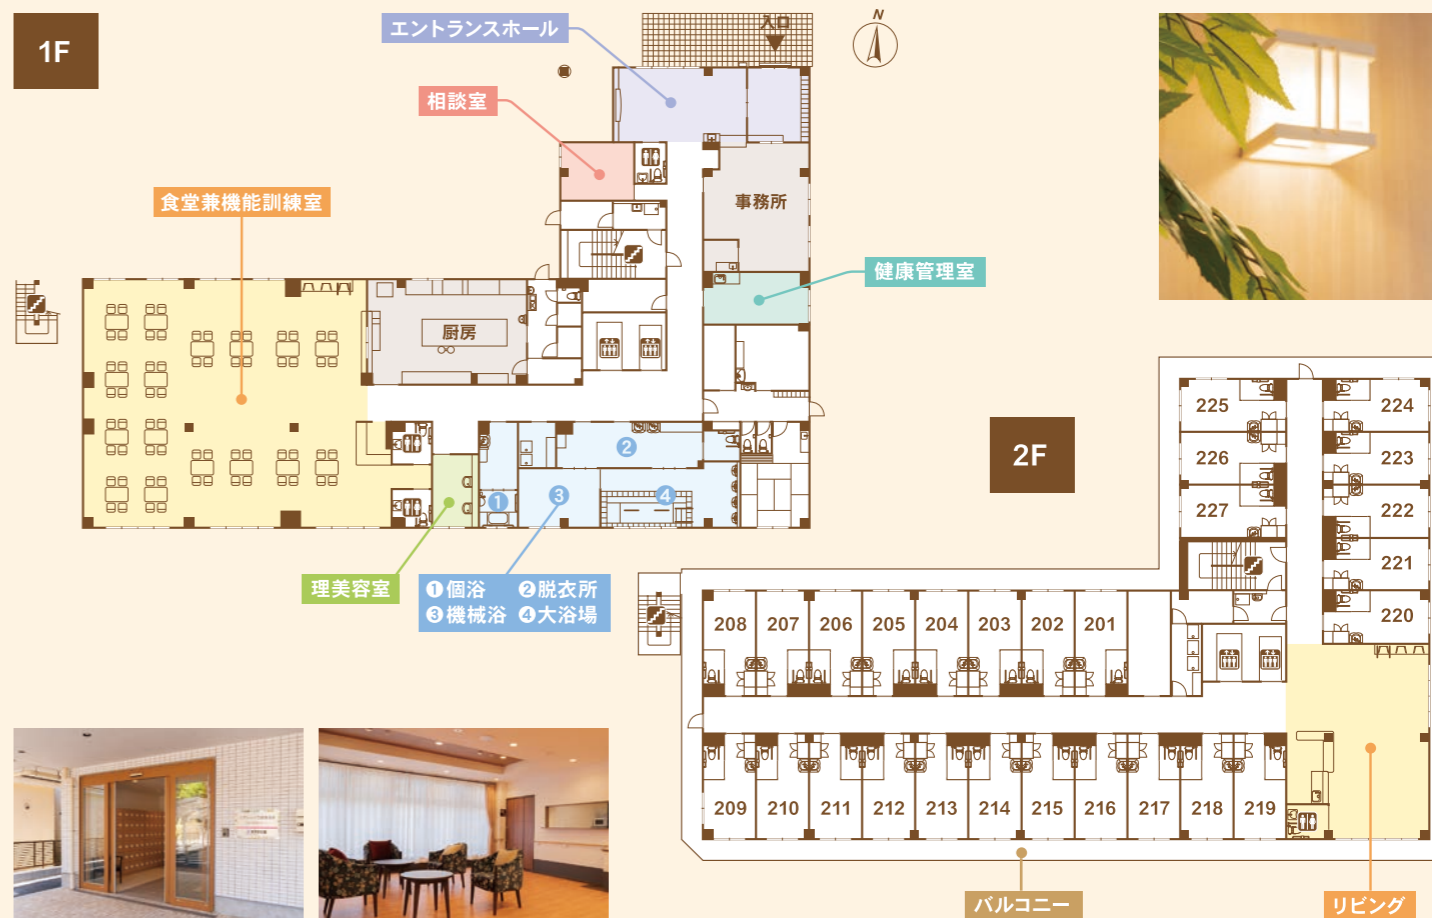 1F
エントランスホール
入口
N
相談室
食堂兼機能訓練室
事務所
健康管理室
厨房
❷
❶
❸
❹
理美容室
❶個浴 ❷脱衣所
❸機械浴 ❹大浴場
2F
225
224
226
223
227
222
221
220
208 207 206 205 204 203 202 201
209 210 211 212 213 214 215 216 217 218 219
バルコニー
リビング